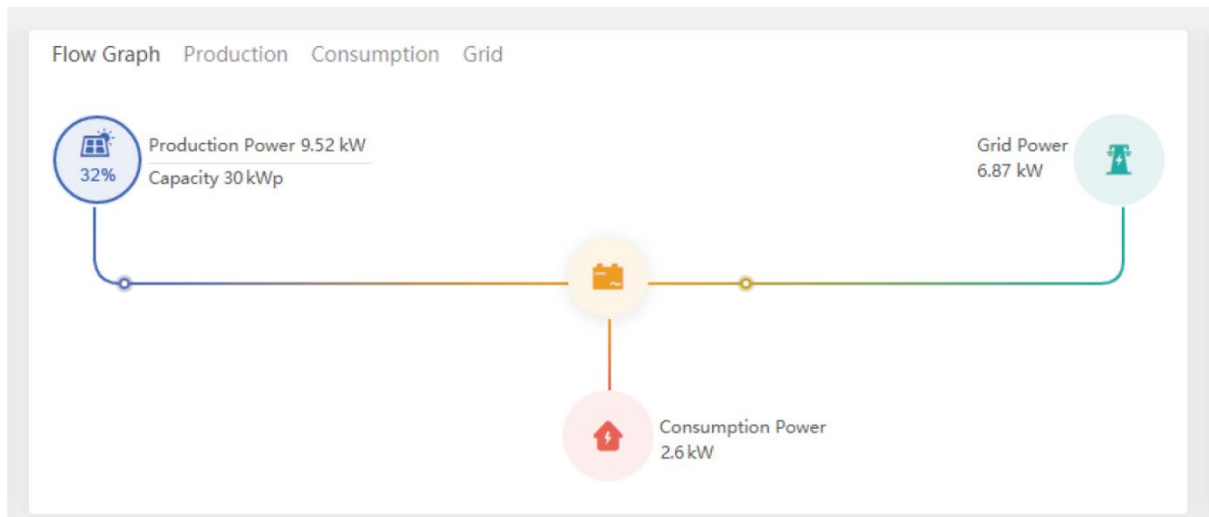 Flow Graph Production Consumption Grid
Production Power 9.52 kW
Capacity 30 kWp
32%
Grid Power
6.87 kW
Consumption Power
2.6 kW